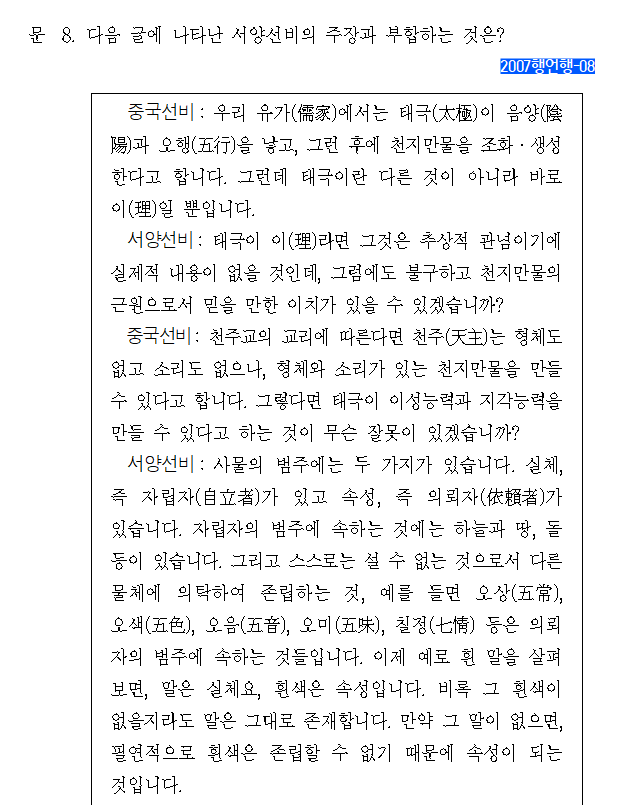 문 8. 다음 글에 나타난 서양선비의 주장과 부합하는 것은?
2007행언행-08
중국선비 : 우리 유가(儒家)에서는 태극(太極)이 음양(陰
陽)과 오행(五行)을 낳고, 그런 후에 천지만물을 조화·생성
한다고 합니다. 그런데 태극이란 다른 것이 아니라 바로
이(理)일 뿐입니다.
서양선비 : 태극이 이(理)라면 그것은 추상적 관념이기에
실제적 내용이 없을 것인데, 그럼에도 불구하고 천지만물의
근원으로서 믿을 만한 이치가 있을 수 있겠습니까?
중국선비 : 천주교의 교리에 따른다면 천주(天主)는 형체도
없고 소리도 없으나, 형체와 소리가 있는 천지만물을 만들
수 있다고 합니다. 그렇다면 태극이 이성능력과 지각능력을
만들 수 있다고 하는 것이 무슨 잘못이 있겠습니까?
서양선비 : 사물의 범주에는 두 가지가 있습니다. 실체,
즉 자립자(自立者)가 있고 속성, 즉 의뢰자(依賴者)가
있습니다. 자립자의 범주에 속하는 것에는 하늘과 땅, 돌
등이 있습니다. 그리고 스스로는 설 수 없는 것으로서 다른
물체에 의탁하여 존립하는 것, 예를 들면 오상(五常),
오색(五色), 오음(五音), 오미(五味), 칠정(七情) 등은 의뢰
자의 범주에 속하는 것들입니다. 이제 예로 흰 말을 살펴
보면, 말은 실체요, 흰색은 속성입니다. 비록 그 흰색이
없을지라도 말은 그대로 존재합니다. 만약 그 말이 없으면,
필연적으로 흰색은 존립할 수 없기 때문에 속성이 되는
것입니다.